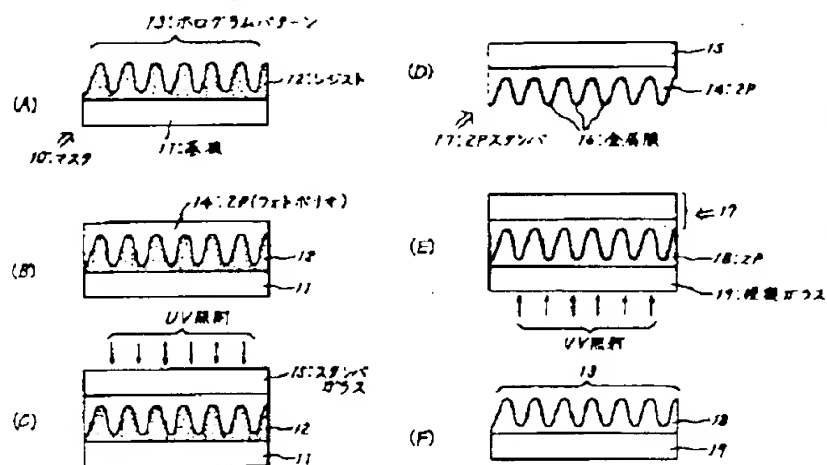 13:ホログラムパターン
(A)
12:レジスト
11:基板
10:マスタ
14:2P(フォトポリマ)
(B)
12
11
UV照射
15:スタンパ
ガラス
(C)
12
11
15
(D)
14:2P
17:2Pスタンパ
16:金属膜
17
(E)
18:2P
19:複製ガラス
UV照射
13
(F)
18
19